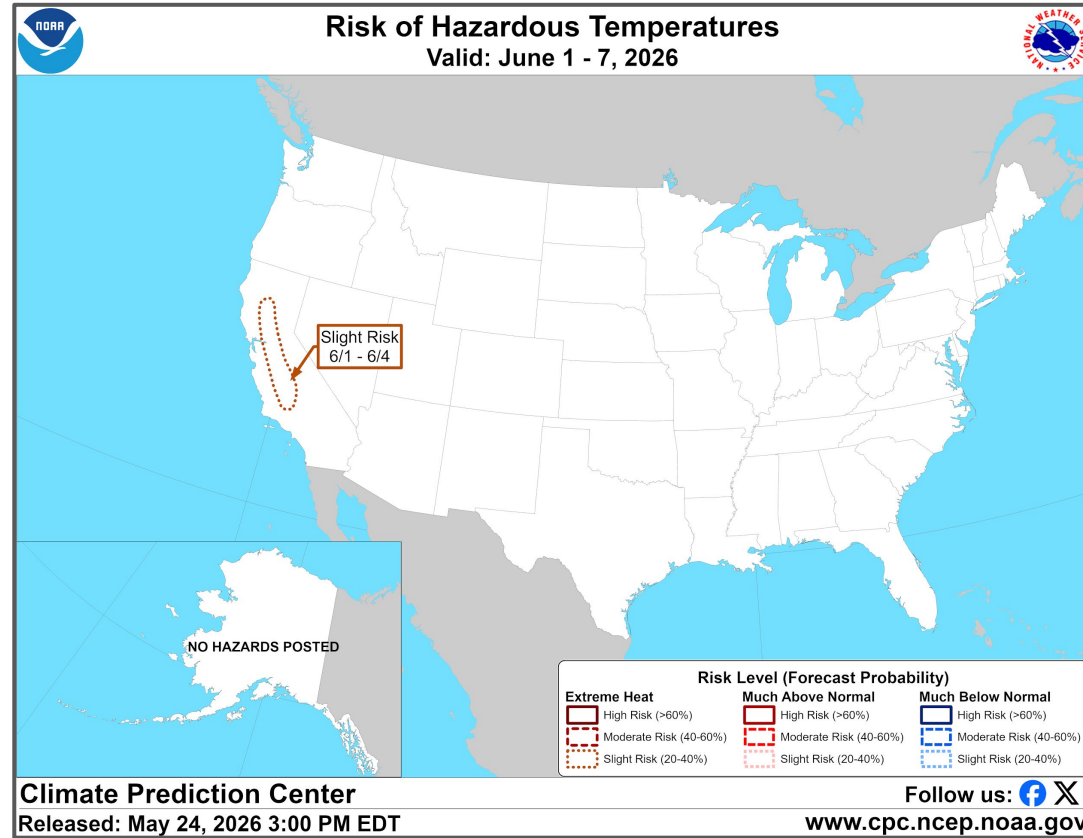 NOAA
Risk of Hazardous Temperatures
Valid: June 1 - 7, 2026
NATIONAL WEATHER SERVICE
Slight Risk
6/1 - 6/4
NO HAZARDS POSTED
Risk Level (Forecast Probability)
Extreme Heat
High Risk (>60%)
Moderate Risk (40-60%)
Slight Risk (20-40%)
Much Above Normal
High Risk (>60%)
Moderate Risk (40-60%)
Slight Risk (20-40%)
Much Below Normal
High Risk (>60%)
Moderate Risk (40-60%)
Slight Risk (20-40%)
Climate Prediction Center
Follow us:
Released: May 24, 2026 3:00 PM EDT
www.cpc.ncep.noaa.gov